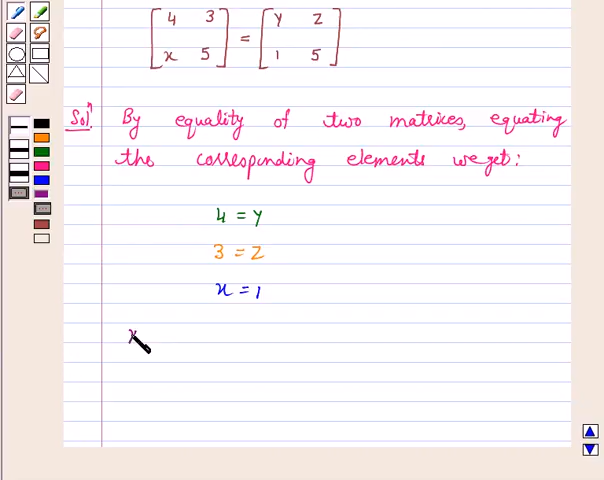 [4 3 x 5] = [y z 1 5]
Solⁿ. By equality of two matrices, equating
the corresponding elements we get:
4 = y
3 = z
x = 1
x